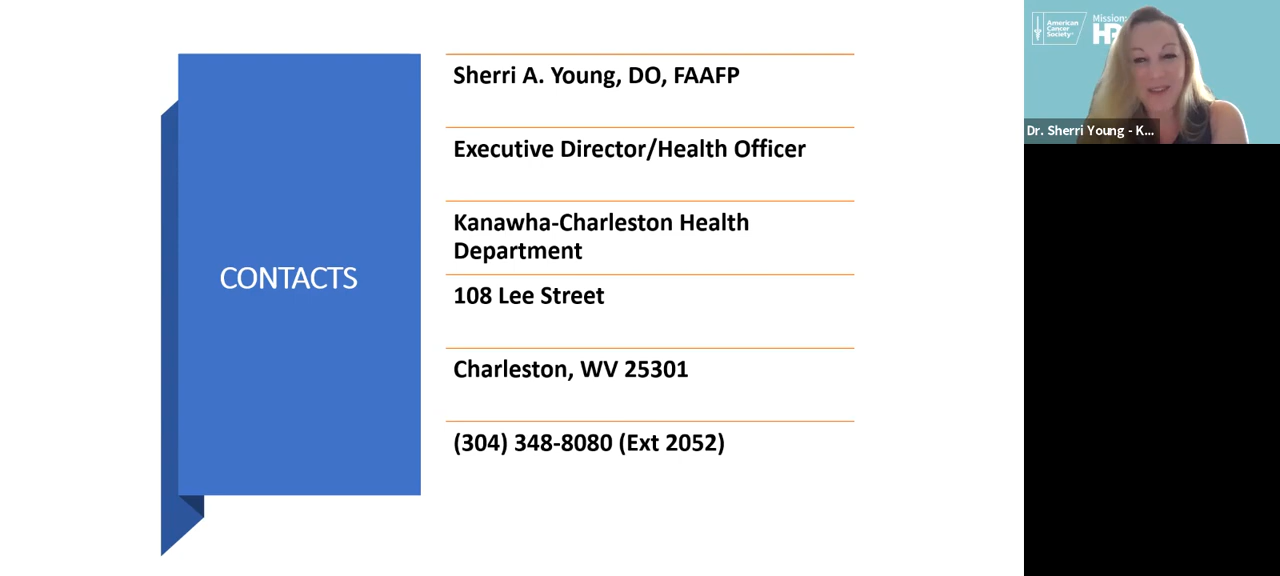 CONTACTS
Sherri A. Young, DO, FAAFP
Executive Director/Health Officer
Kanawha-Charleston Health
Department
108 Lee Street
Charleston, WV 25301
(304) 348-8080 (Ext 2052)
American
Cancer
Society
Mission:
Dr. Sherri Young - K...